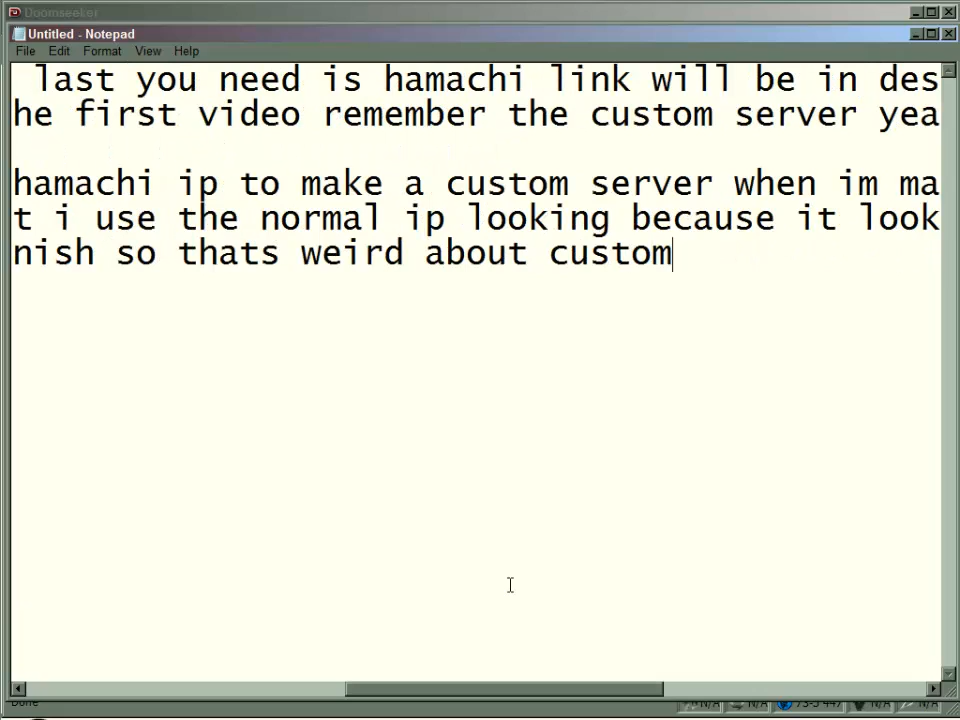 Doomseeker
Untitled - Notepad
File Edit Format View Help
last you need is hamachi link will be in des
he first video remember the custom server yea
hamachi ip to make a custom server when im ma
t i use the normal ip looking because it look
nish so thats weird about custom
Done N/A N/A N/A N/A